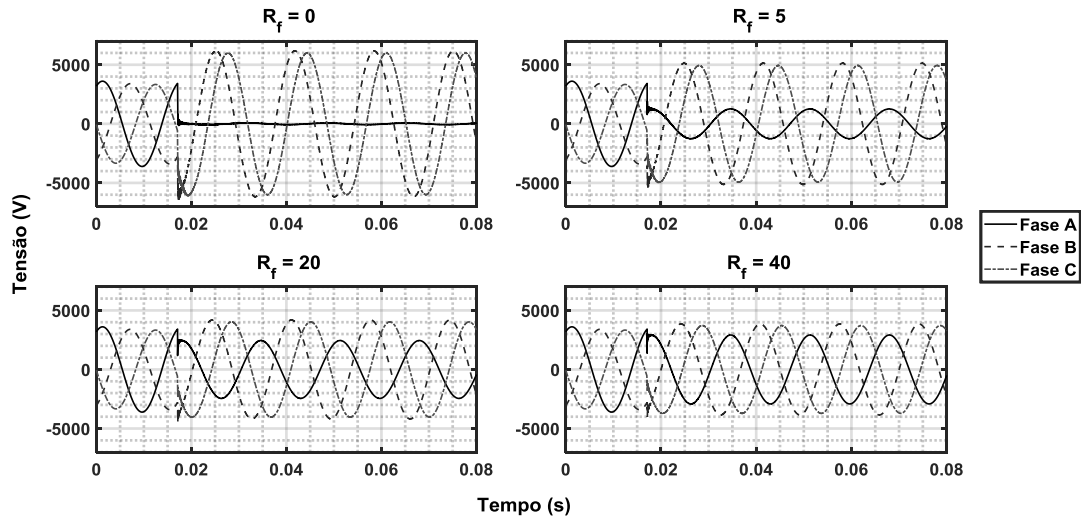 R_f = 0
5000
0
-5000
0 0.02 0.04 0.06 0.08
R_f = 5
5000
0
-5000
0 0.02 0.04 0.06 0.08
R_f = 20
5000
0
-5000
0 0.02 0.04 0.06 0.08
R_f = 40
5000
0
-5000
0 0.02 0.04 0.06 0.08
Tensão (V)
Tempo (s)
Fase A
Fase B
Fase C